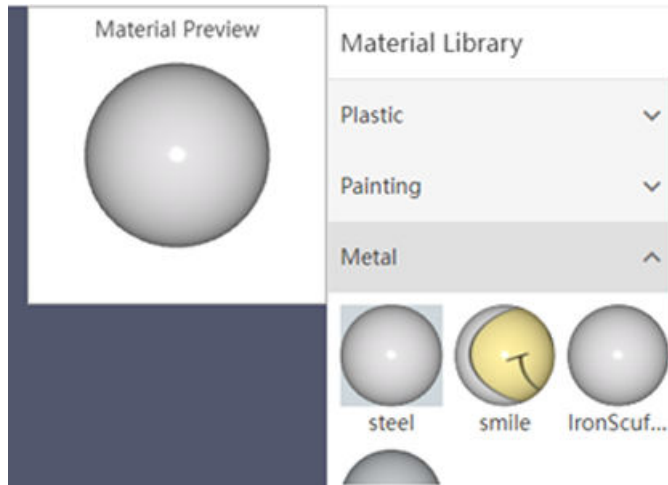 Material Preview
Material Library
Plastic
Painting
Metal
steel
smile
IronScuf...